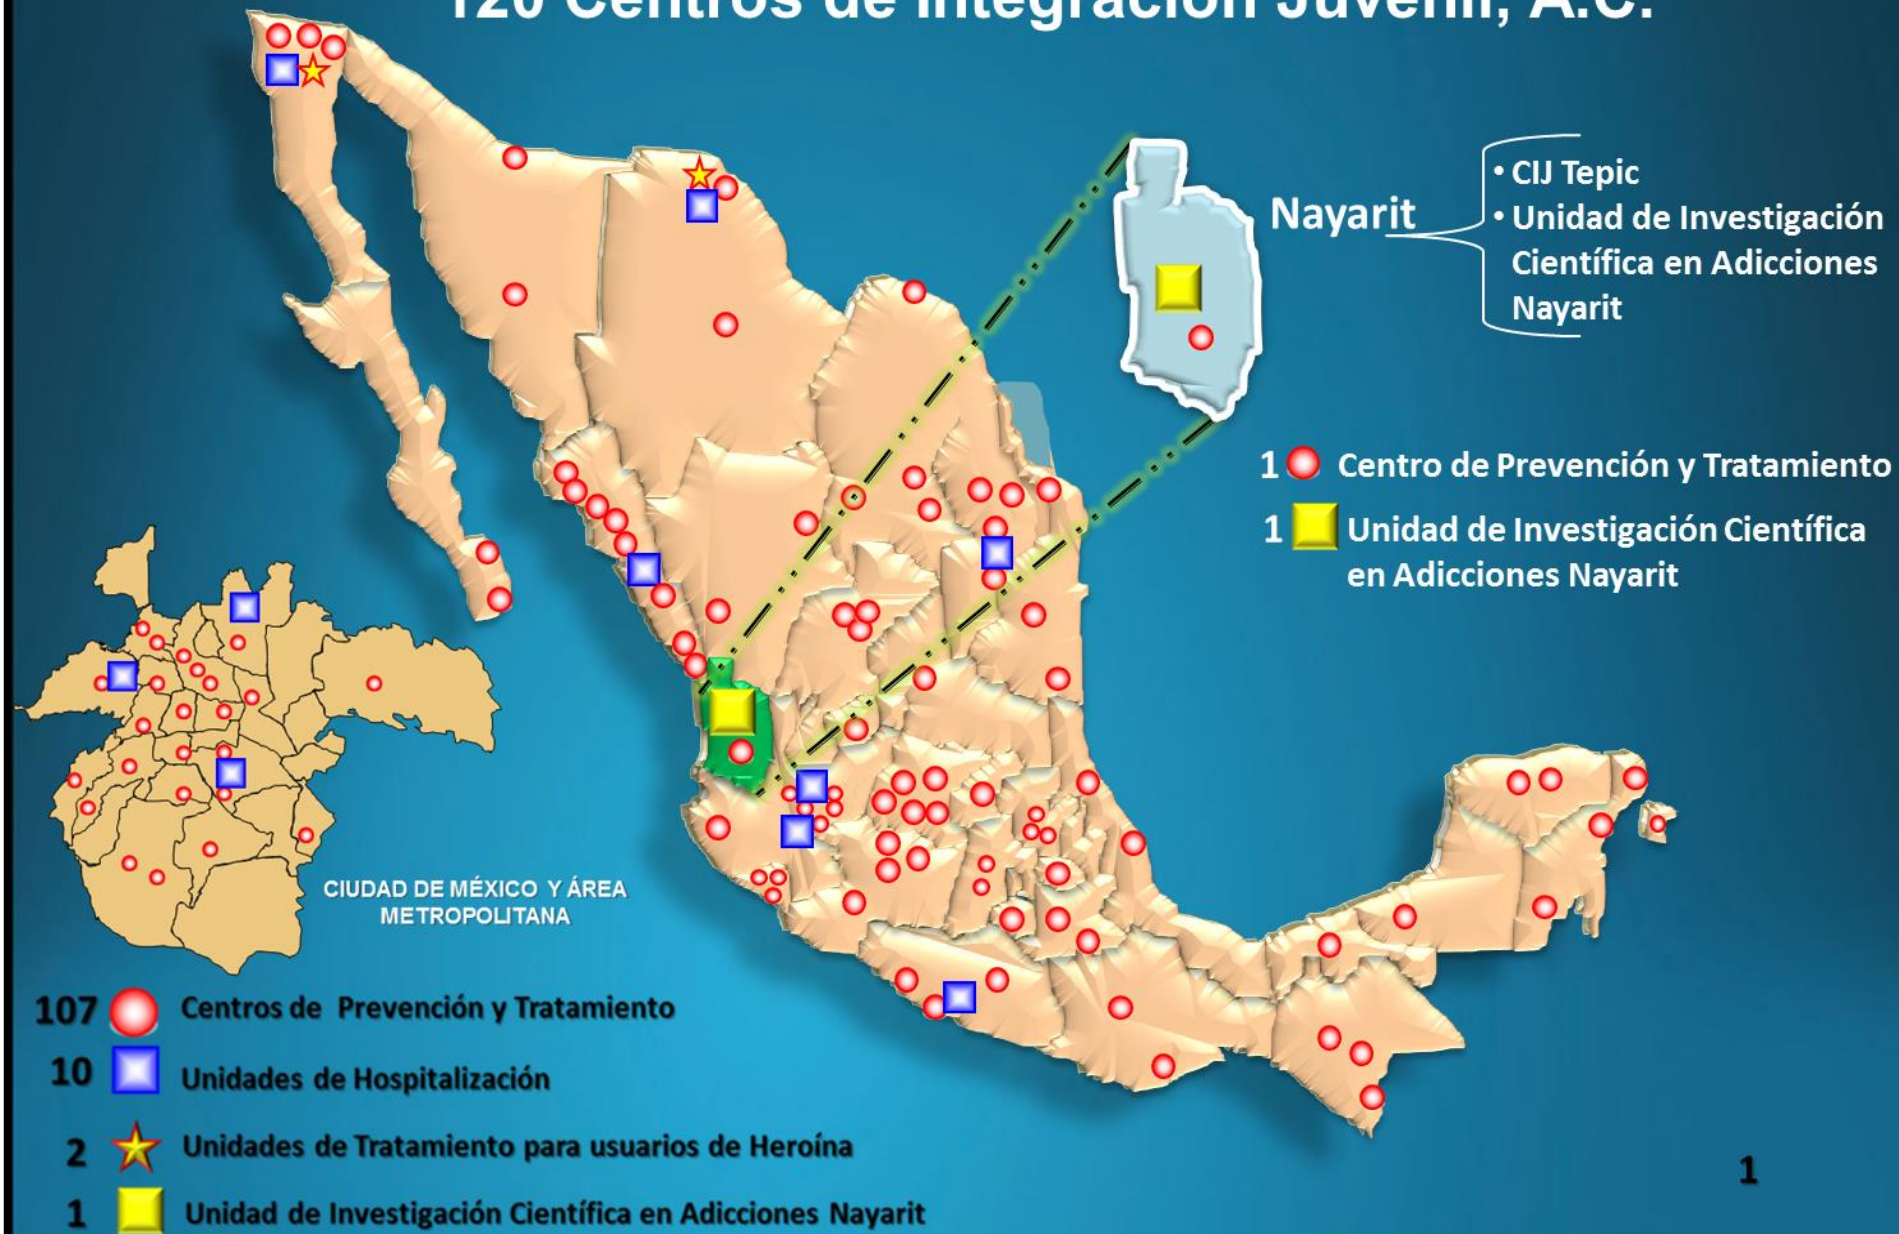 120 Centros de Integración Juvenil, A.C.
Nayarit
• CIJ Tepic
• Unidad de Investigación
Científica en Adicciones
Nayarit
1 Centro de Prevención y Tratamiento
1 Unidad de Investigación Científica
en Adicciones Nayarit
CIUDAD DE MÉXICO Y ÁREA
METROPOLITANA
107 Centros de Prevención y Tratamiento
10 Unidades de Hospitalización
2 Unidades de Tratamiento para usuarios de Heroína
1 Unidad de Investigación Científica en Adicciones Nayarit
1